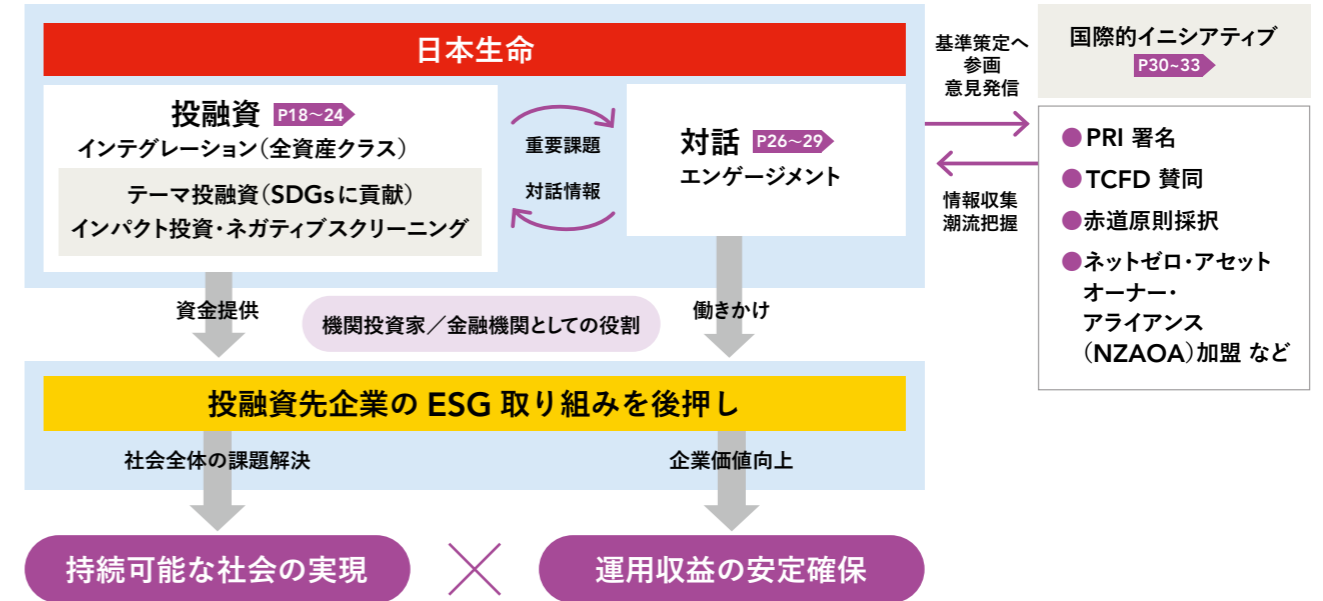 日本生命
投融資 P18～24
インテグレーション（全資産クラス）
テーマ投融資（SDGsに貢献）
インパクト投資・ネガティブスクリーニング
重要課題
対話情報
対話 P26～29
エンゲージメント
基準策定へ
参画
意見発信
情報収集
潮流把握
国際的イニシアティブ
P30~33
●PRI 署名
●TCFD 賛同
●赤道原則採択
●ネットゼロ・アセット
オーナー・
アライアンス
（NZAOA）加盟 など
資金提供
機関投資家／金融機関としての役割
働きかけ
投融資先企業の ESG 取り組みを後押し
社会全体の課題解決
企業価値向上
持続可能な社会の実現
×
運用収益の安定確保